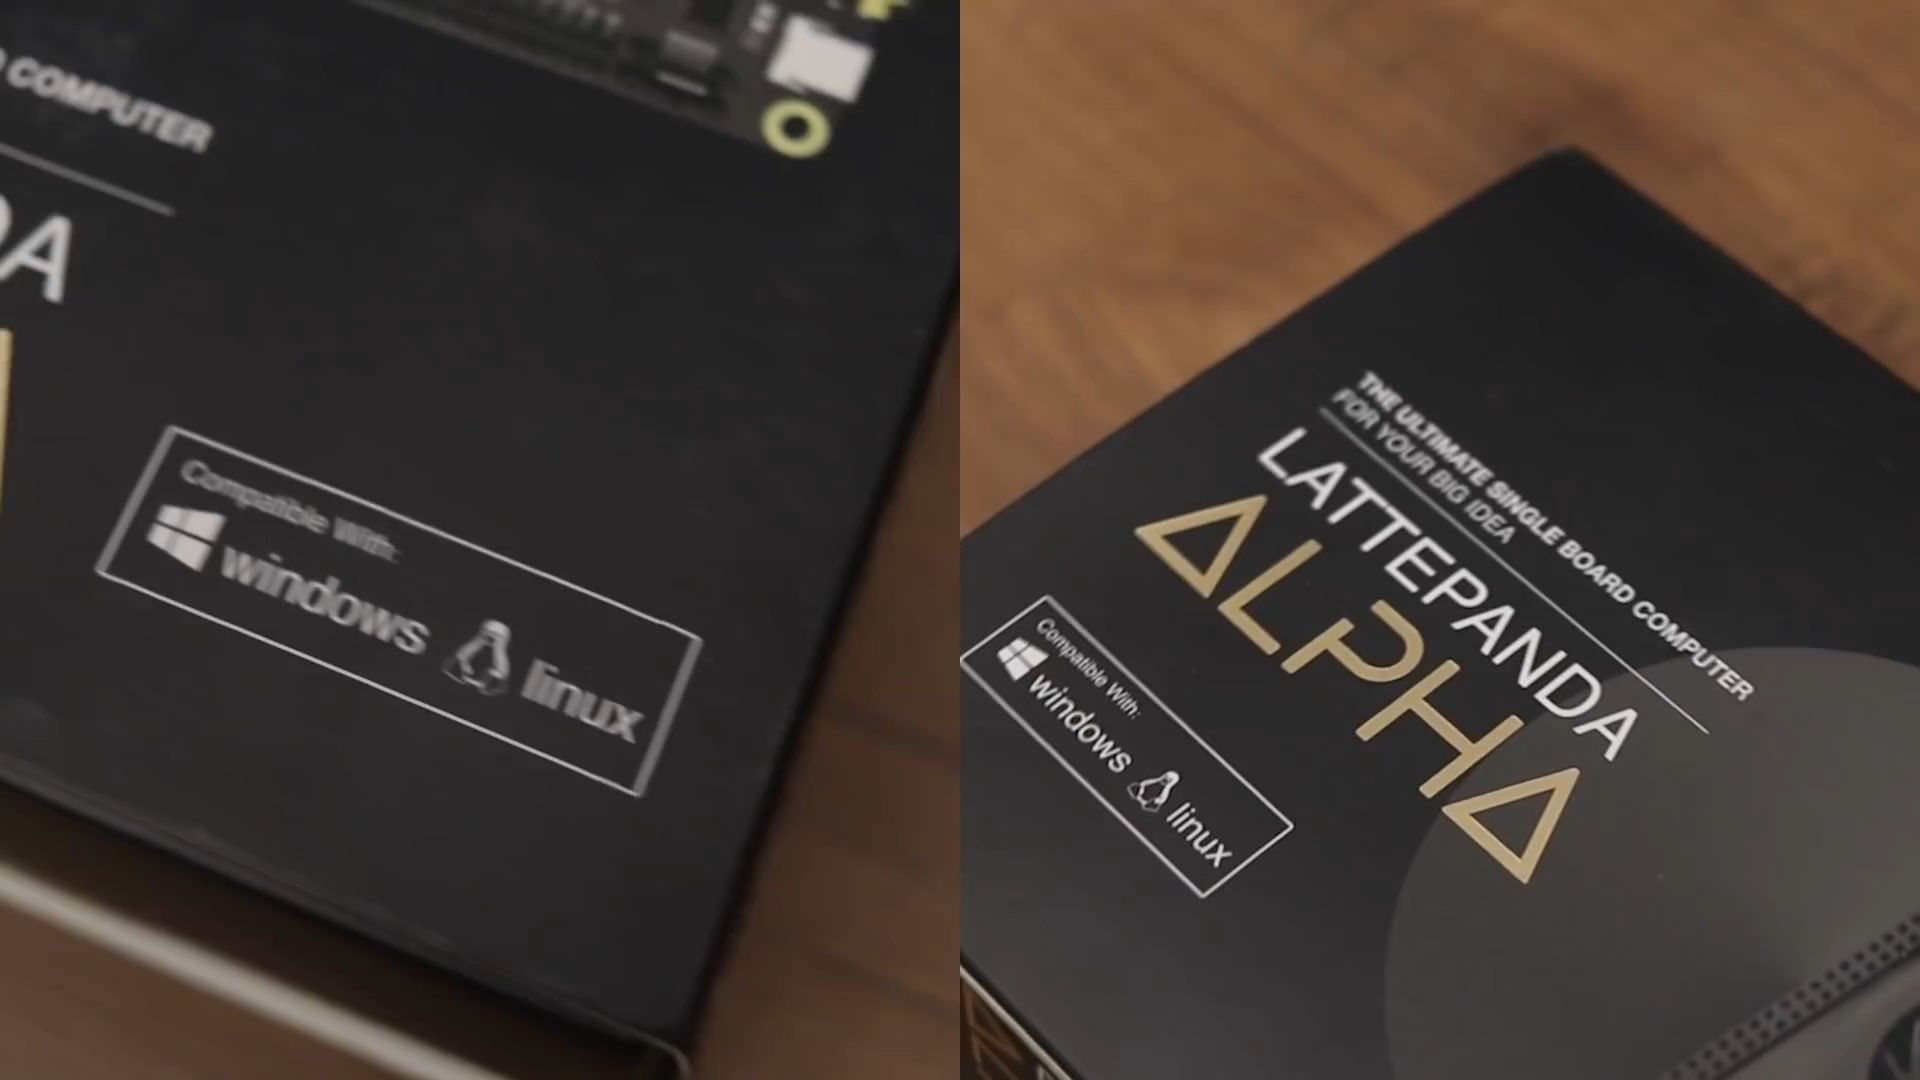 COMPUTER
DA
Compatible With:
windows linux
THE ULTIMATE SINGLE BOARD COMPUTER
FOR YOUR BIG IDEA
LATTEPANDA
ALPHA
Compatible With:
windows linux